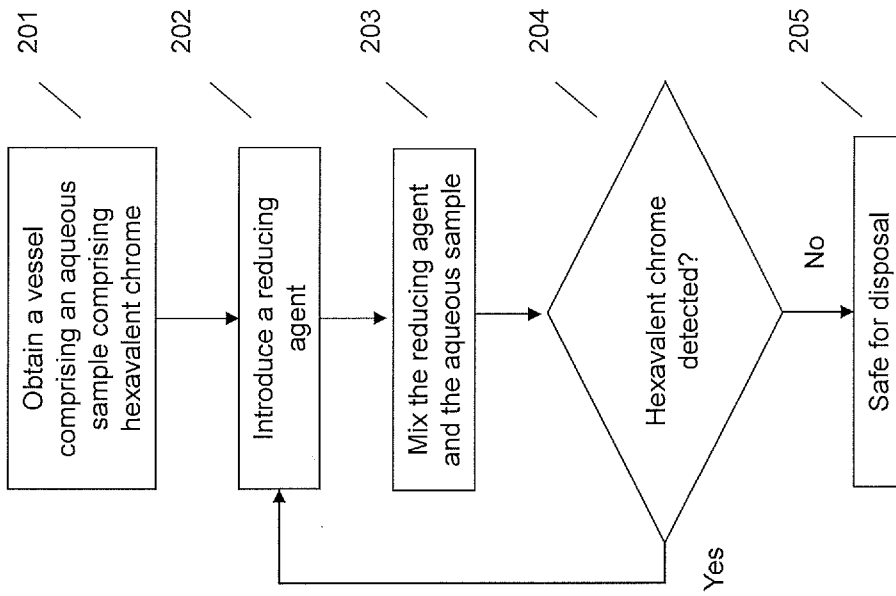 201
Obtain a vessel
comprising an aqueous
sample comprising
hexavalent chrome
202
Introduce a reducing
agent
203
Mix the reducing agent
and the aqueous sample
204
Hexavalent chrome
detected?
Yes
No
205
Safe for disposal